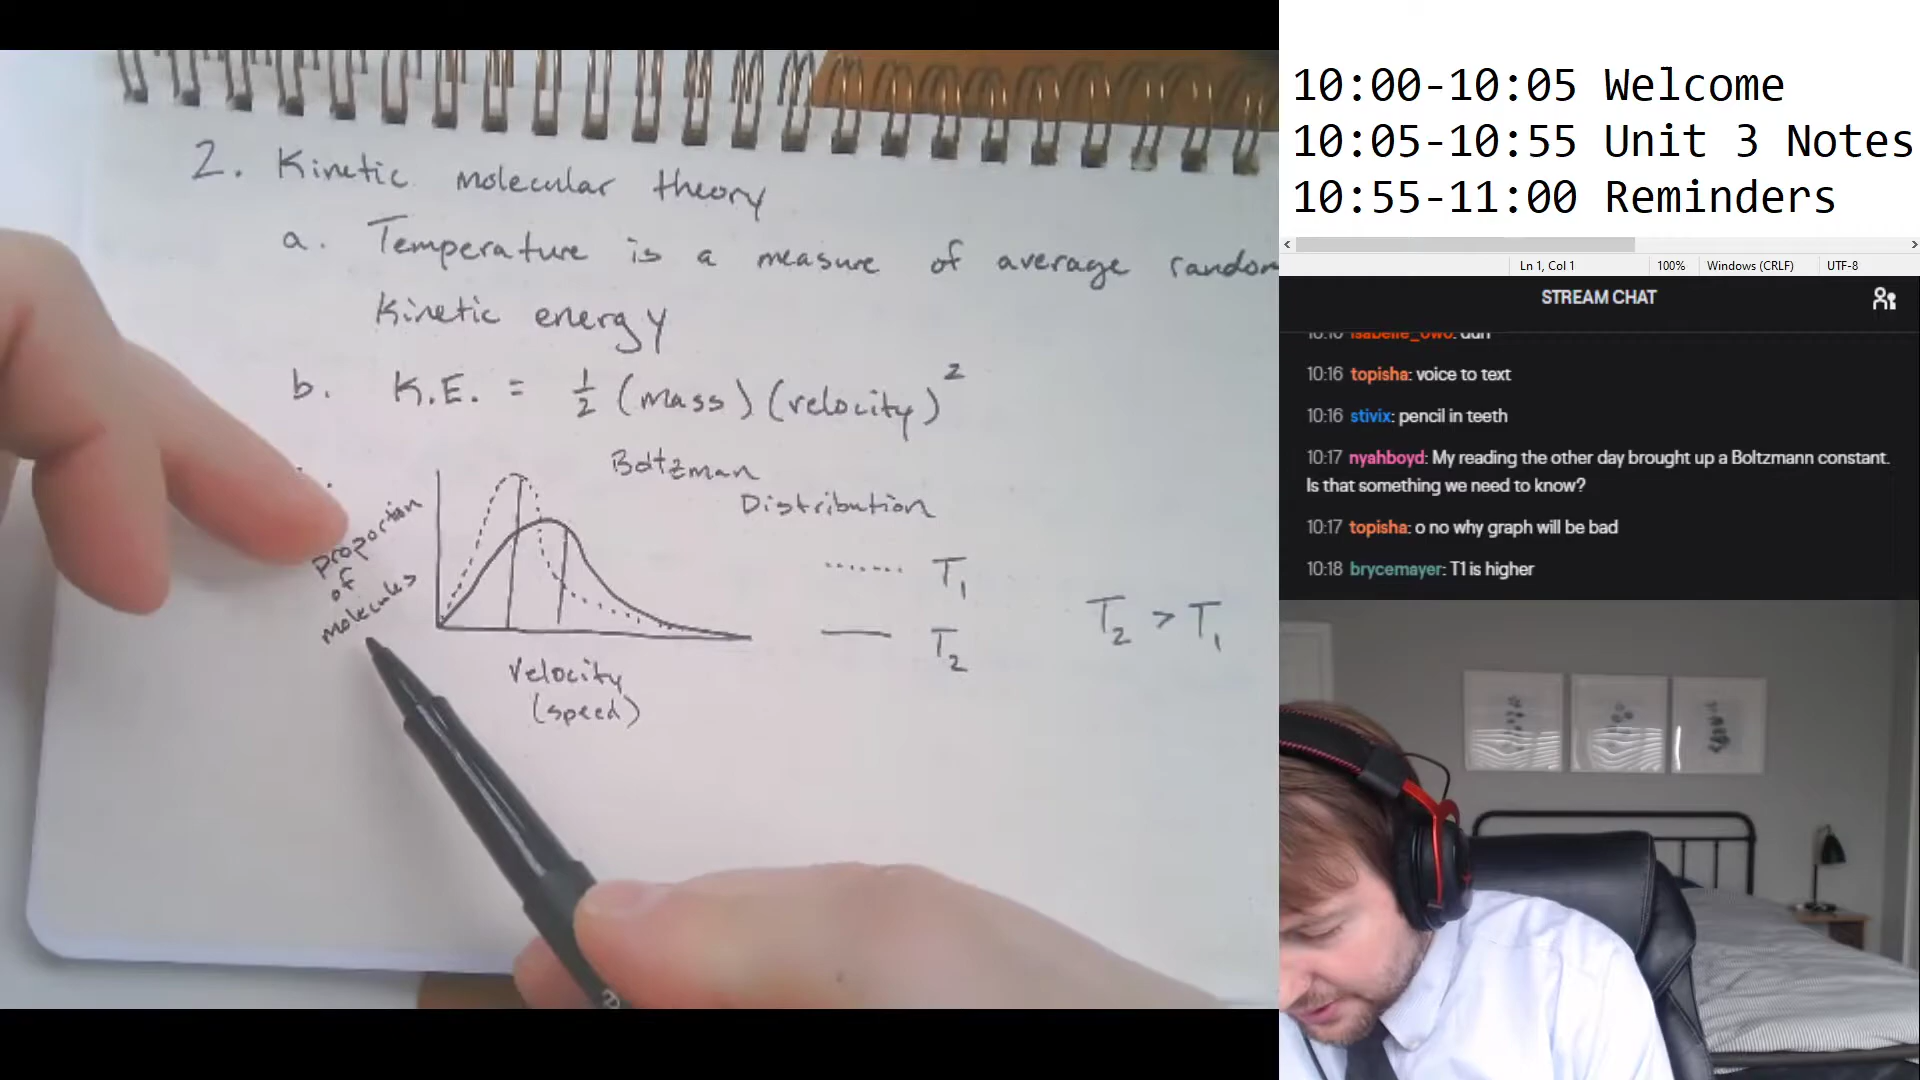 2. Kinetic molecular theory
a. Temperature is a measure of average random
Kinetic energy
b. K.E. = 1/2 (mass) (velocity)²
Boltzman
Distribution
proportion
of
molecules
velocity
(speed)
T₁
T₂
T₂ > T₁
10:00-10:05 Welcome
10:05-10:55 Unit 3 Notes
10:55-11:00 Reminders
Ln 1, Col 1 100% Windows (CRLF) UTF-8
STREAM CHAT
10:16 isabelle_owo: duh
10:16 topisha: voice to text
10:16 stivix: pencil in teeth
10:17 nyahboyd: My reading the other day brought up a Boltzmann constant.
Is that something we need to know?
10:17 topisha: o no why graph will be bad
10:18 brycemayer: T1 is higher